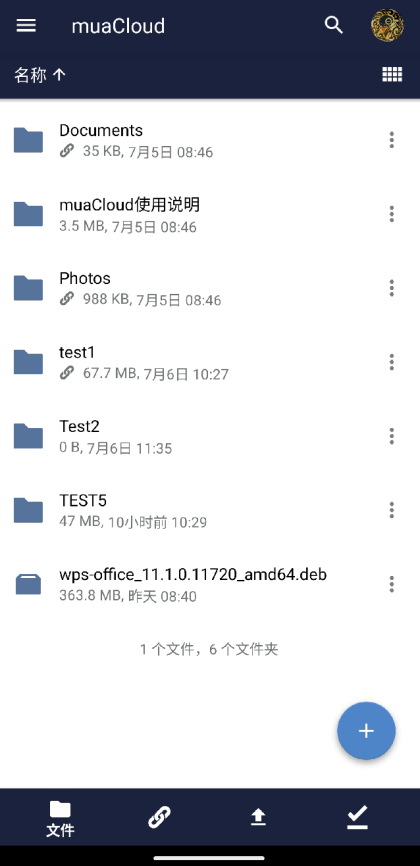 muaCloud
名称
Documents
35 KB, 7月5日 08:46
muaCloud使用说明
3.5 MB, 7月5日 08:46
Photos
988 KB, 7月5日 08:46
test1
67.7 MB, 7月6日 10:27
Test2
0 B, 7月6日 11:35
TEST5
47 MB, 10小时前 10:29
wps-office_11.1.0.11720_amd64.deb
363.8 MB, 昨天 08:40
1 个文件，6 个文件夹
文件